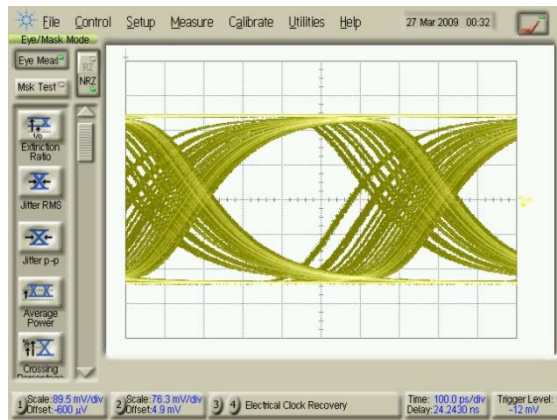 File Control Setup Measure Calibrate Utilities Help 27 Mar 2009 00:32
Eye/Mask Mode
Eye Meas
RZ
NRZ
Msk Test
Extinction
Ratio
Jitter RMS
Jitter p-p
Average
Power
Crossing
1) Scale:89.5 mV/div
Offset:-600 µV
2) Scale:76.3 mV/div
Offset:4.9 mV
3) 4) Electrical Clock Recovery
Time: 100.0 ps/div
Delay:24.2430 ns
Trigger Level:
-12 mV